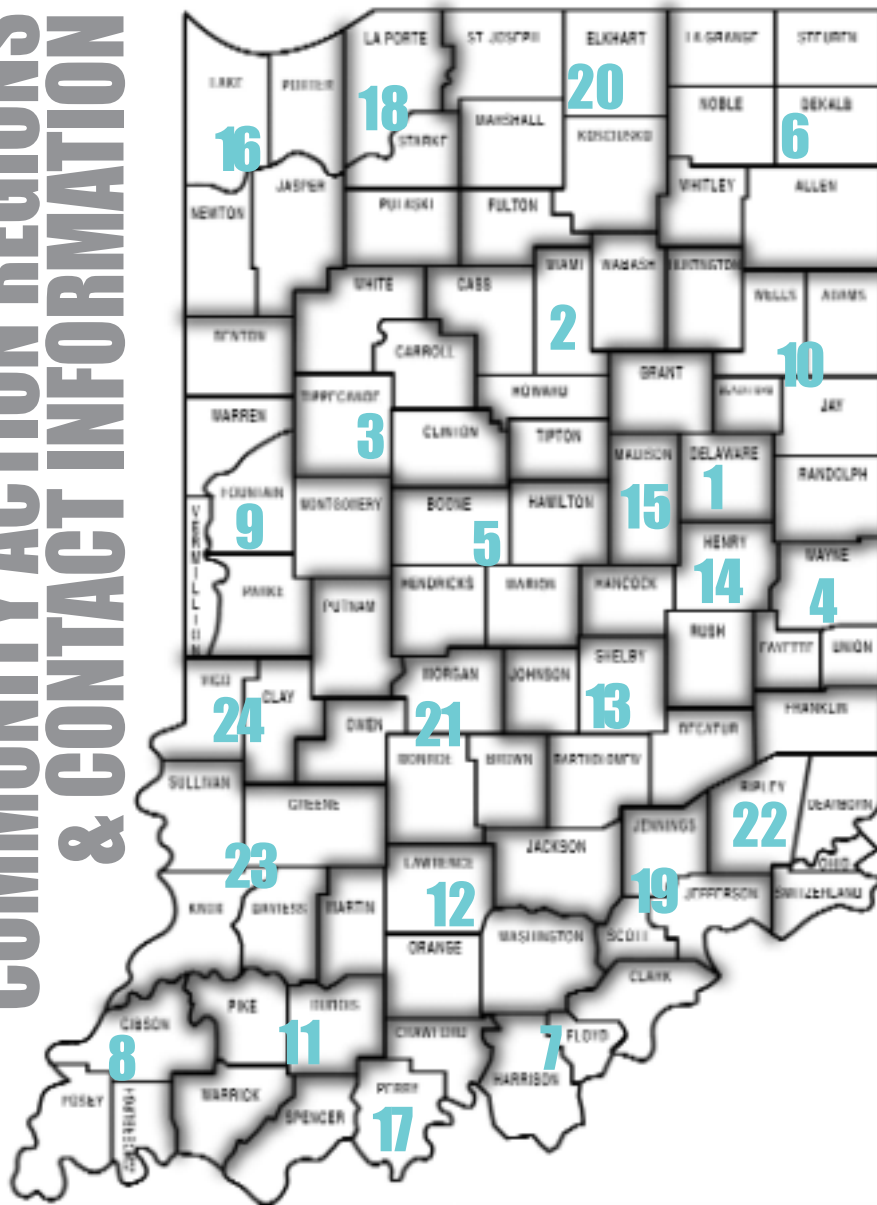 COMMUNITY ACTION REGIONS
& CONTACT INFORMATION
LA PORTE
ST JOSEPH
ELKHART
LA GRANGE
STEUBEN
LAKE
PORTER
18
20
NOBLE
DEKALB
16
STARKE
MARSHALL
KOSCIUSKO
6
NEWTON
JASPER
PULASKI
FULTON
WHITLEY
ALLEN
WHITE
CASS
MIAMI
WABASH
HUNTINGTON
WELLS
ADAMS
BENTON
CARROLL
2
10
TIPPECANOE
HOWARD
GRANT
JAY
WARREN
3
CLINTON
TIPTON
MADISON
DELAWARE
RANDOLPH
FOUNTAIN
MONTGOMERY
BOONE
HAMILTON
15
1
VERMILLION
9
5
HENRY
WAYNE
PARKE
PUTNAM
HENDRICKS
MARION
HANCOCK
14
4
RUSH
FAYETTE
UNION
VIGO
CLAY
MORGAN
JOHNSON
SHELBY
FRANKLIN
24
OWEN
21
13
DECATUR
SULLIVAN
MONROE
BROWN
BARTHOLOMEW
RIPLEY
DEARBORN
GREENE
JENNINGS
22
23
LAWRENCE
JACKSON
OHIO
KNOX
DAVIESS
MARTIN
12
19
JEFFERSON
SWITZERLAND
ORANGE
WASHINGTON
SCOTT
PIKE
DUBOIS
CLARK
GIBSON
8
11
CRAWFORD
7
FLOYD
HARRISON
POSEY
WARRICK
SPENCER
PERRY
17